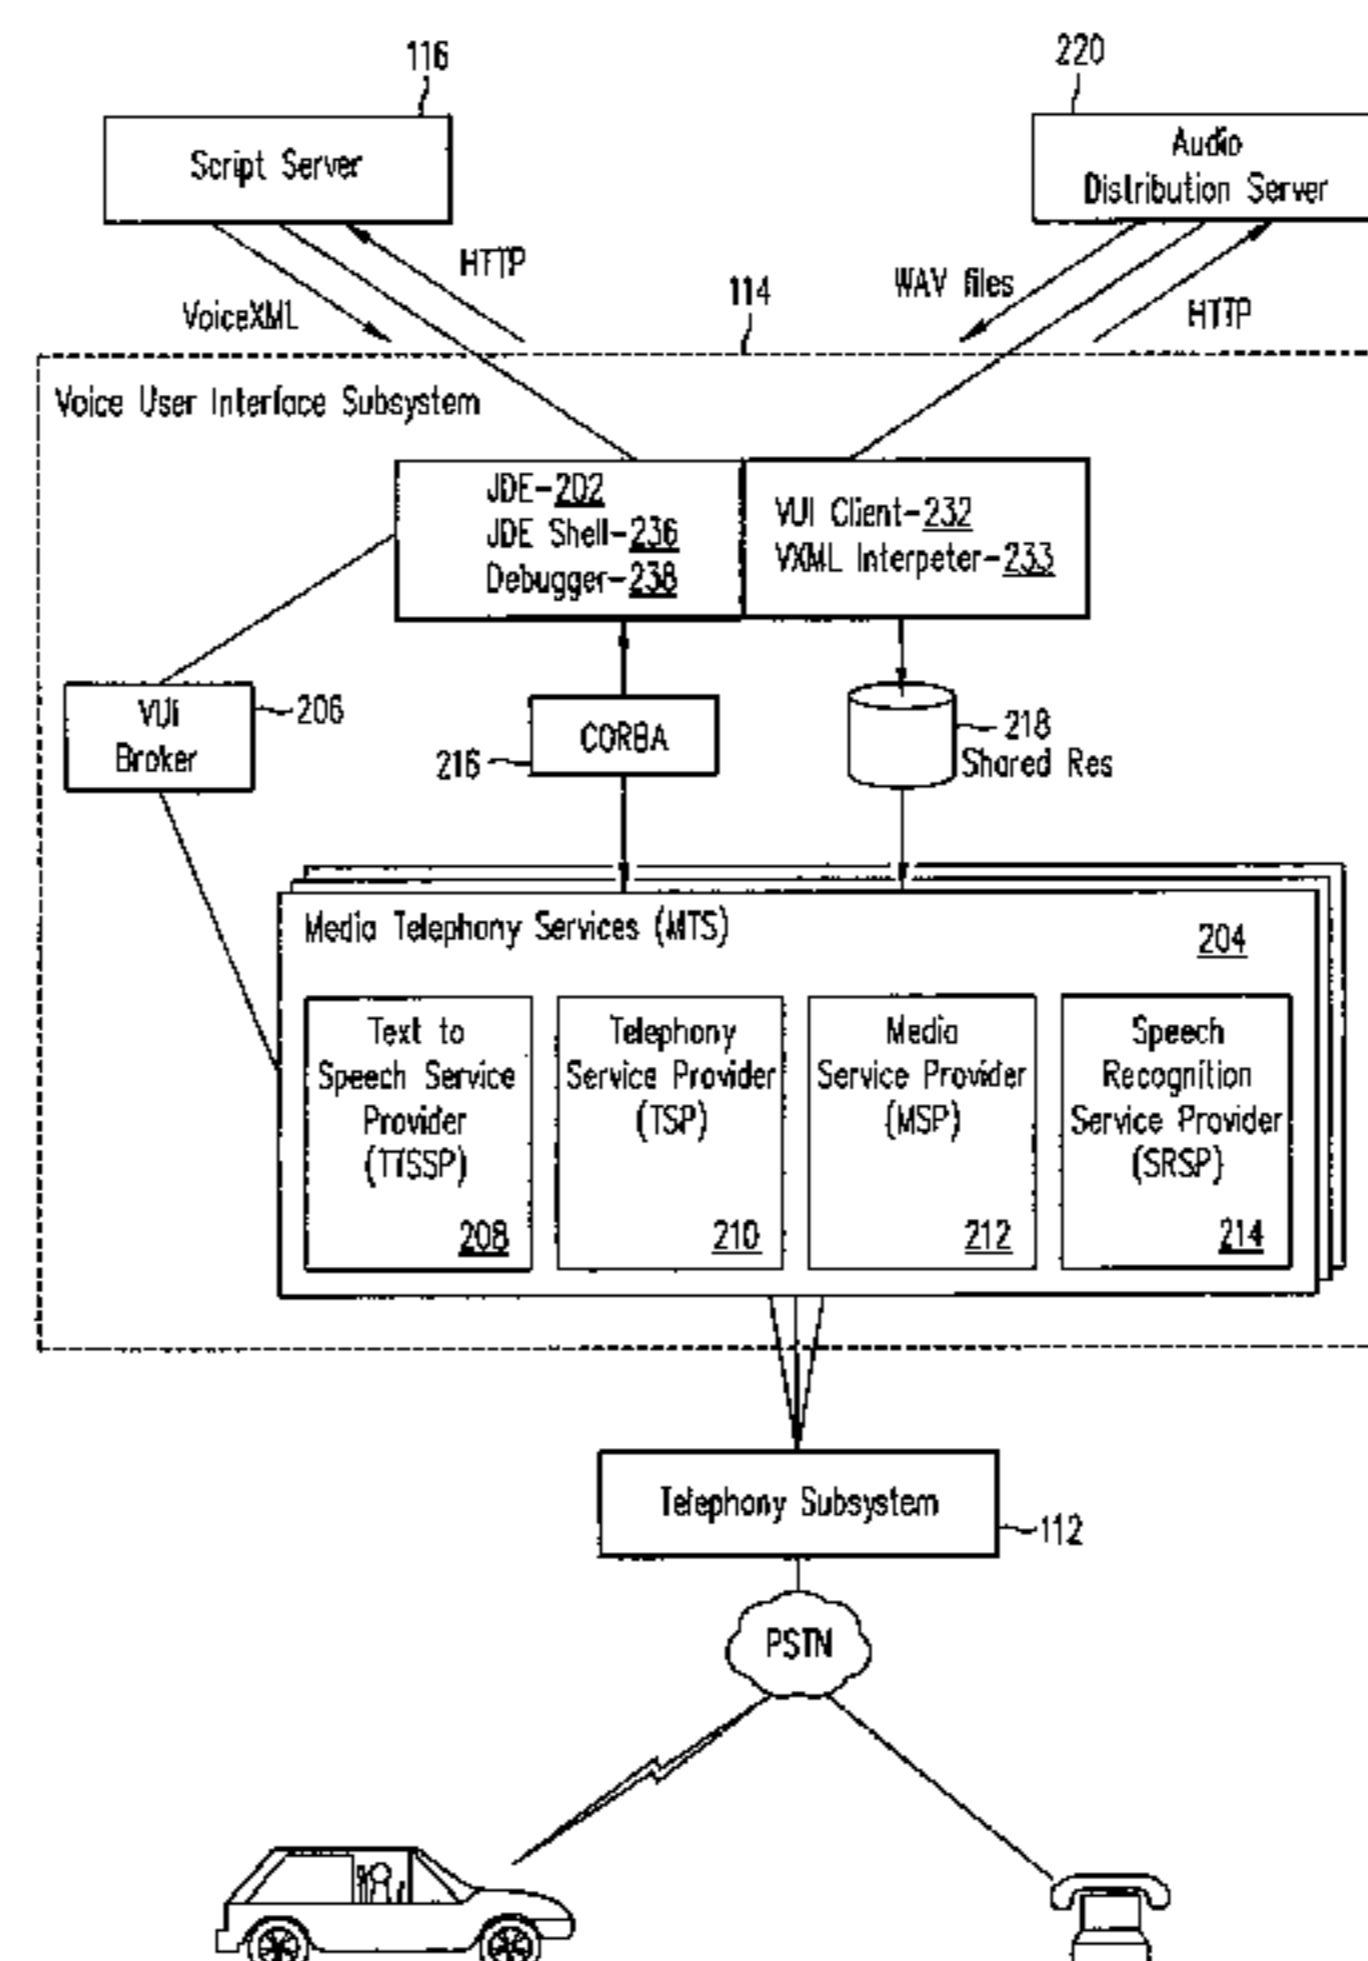 116
220
Script Server
Audio
Distribution Server
HTTP
WAV files
114
VoiceXML
HTTP
Voice User Interface Subsystem
JDE-202
JDE Shell-236
Debugger-238
VUI Client-232
VXML Interpeter-233
VUi
Broker
206
CORBA
216
218
Shared Res
Media Telephony Services (MTS)
204
Text to
Speech Service
Provider
(TTSSP)
208
Telephony
Service Provider
(TSP)
210
Media
Service Provider
(MSP)
212
Speech
Recognition
Service Provider
(SRSP)
214
Telephony Subsystem
112
PSTN